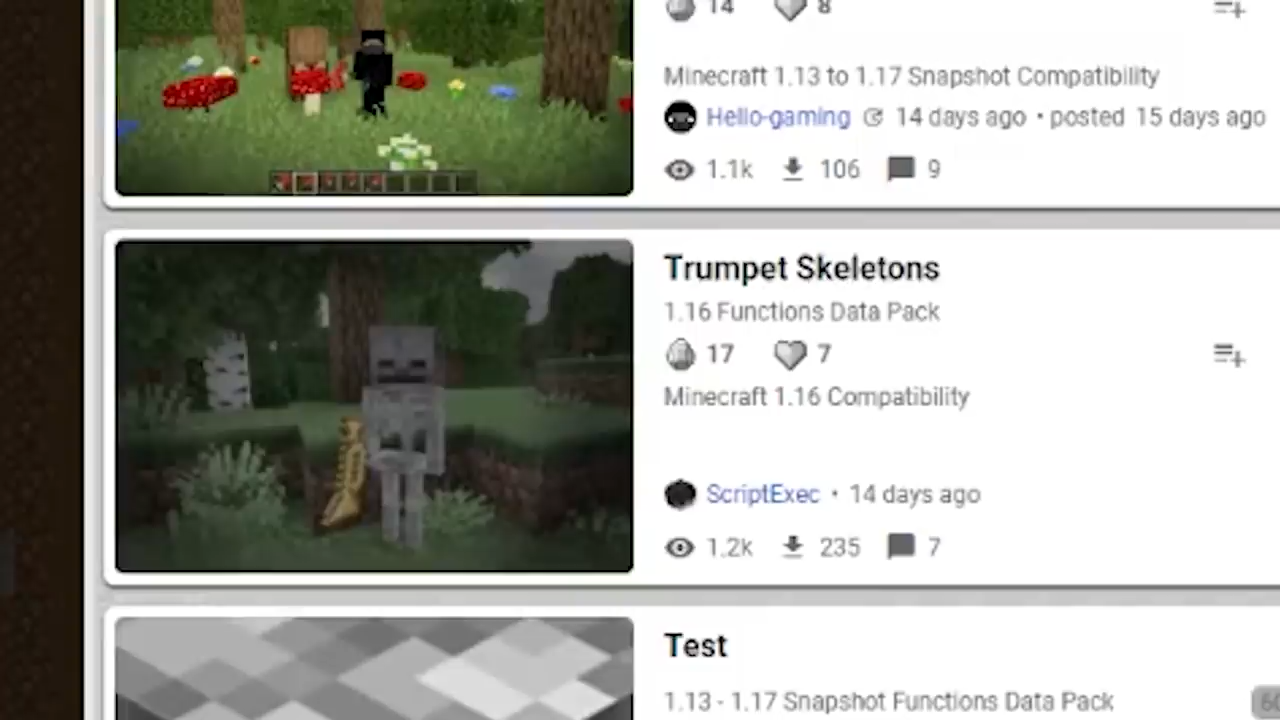 14 8
Minecraft 1.13 to 1.17 Snapshot Compatibility
Hello-gaming 14 days ago • posted 15 days ago
1.1k 106 9
Trumpet Skeletons
1.16 Functions Data Pack
17 7
Minecraft 1.16 Compatibility
ScriptExec • 14 days ago
1.2k 235 7
Test
1.13 - 1.17 Snapshot Functions Data Pack